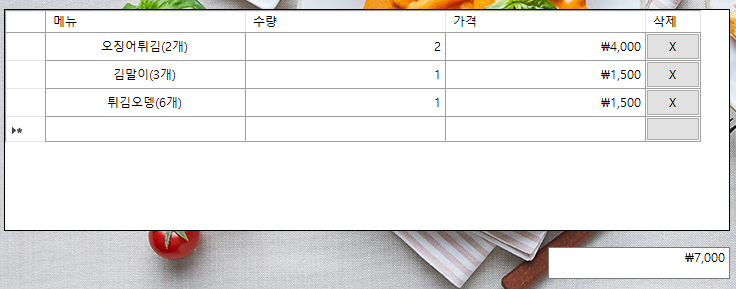 메뉴 수량 가격 삭제
오징어튀김(2개) 2 ₩4,000 X
김말이(3개) 1 ₩1,500 X
튀김오뎅(6개) 1 ₩1,500 X
₩7,000